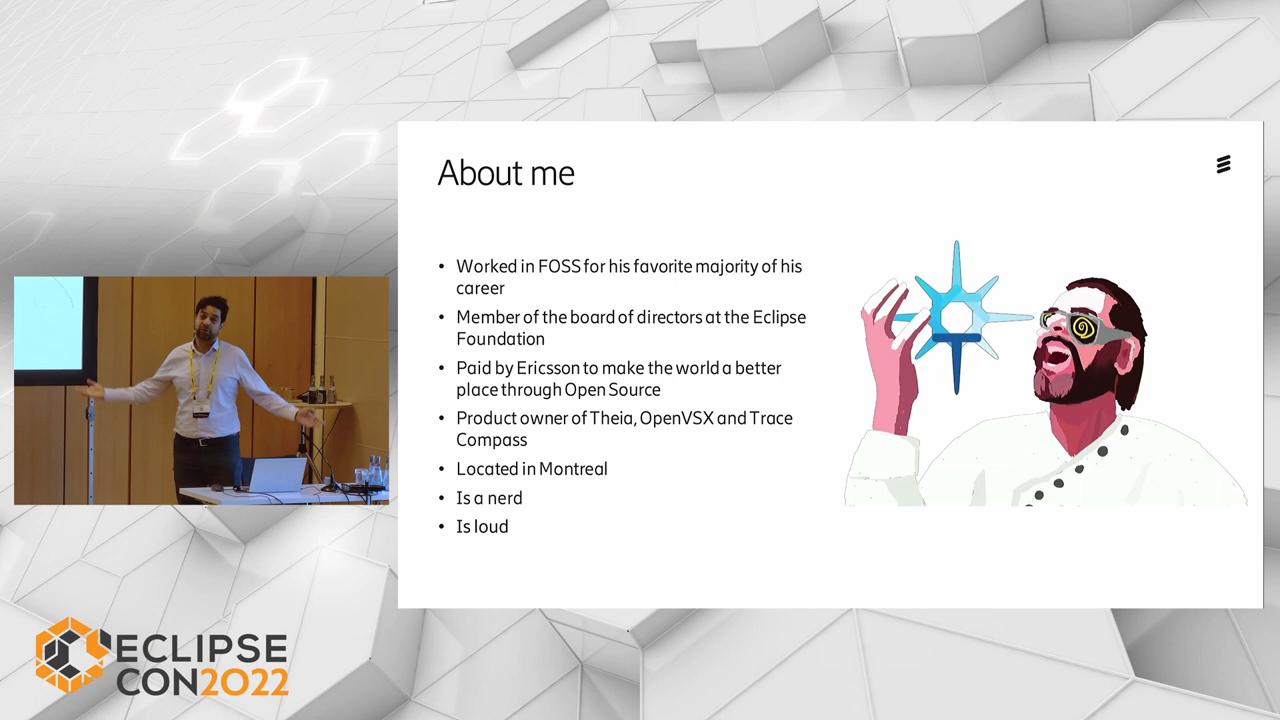 About me
• Worked in FOSS for his favorite majority of his
career
• Member of the board of directors at the Eclipse
Foundation
• Paid by Ericsson to make the world a better
place through Open Source
• Product owner of Theia, OpenVSX and Trace
Compass
• Located in Montreal
• Is a nerd
• Is loud
ECLIPSE
CON2022